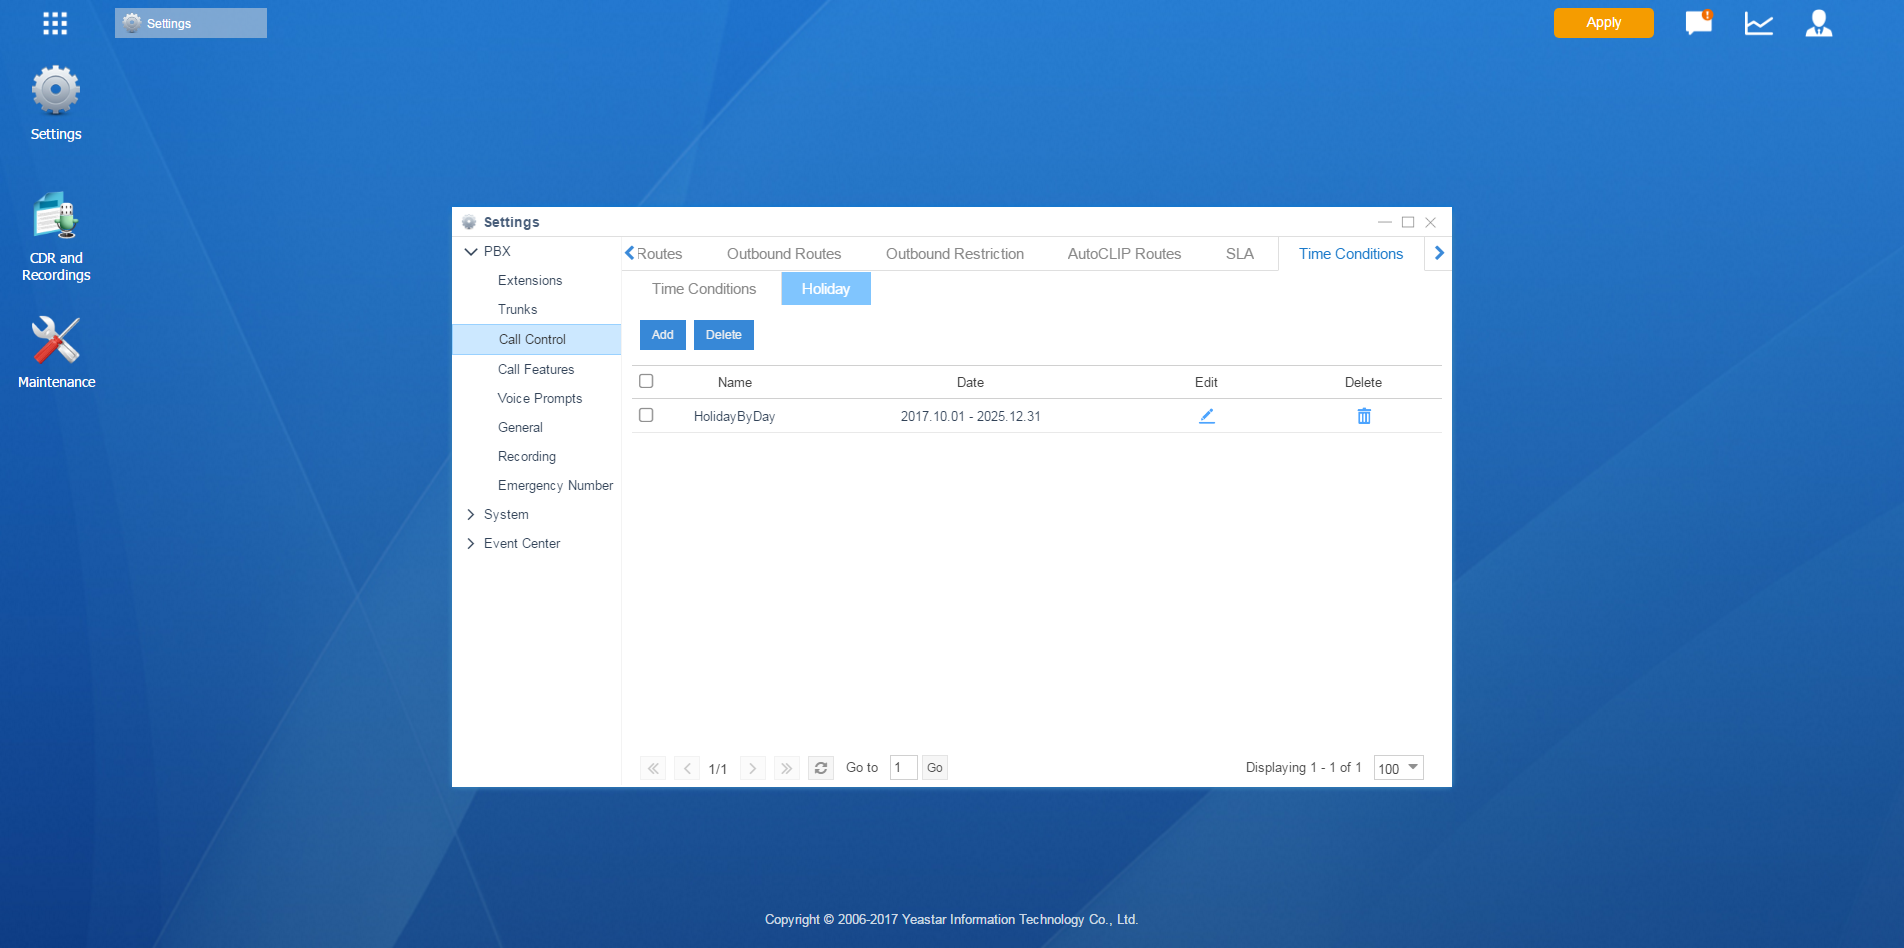 Settings
Apply
Settings
CDR and
Recordings
Maintenance
Settings
PBX
Extensions
Trunks
Call Control
Call Features
Voice Prompts
General
Recording
Emergency Number
System
Event Center
Routes Outbound Routes Outbound Restriction AutoCLIP Routes SLA Time Conditions
Time Conditions Holiday
Add Delete
Name Date Edit Delete
HolidayByDay 2017.10.01 - 2025.12.31
1/1 Go to 1 Go Displaying 1 - 1 of 1 100
Copyright © 2006-2017 Yeastar Information Technology Co., Ltd.